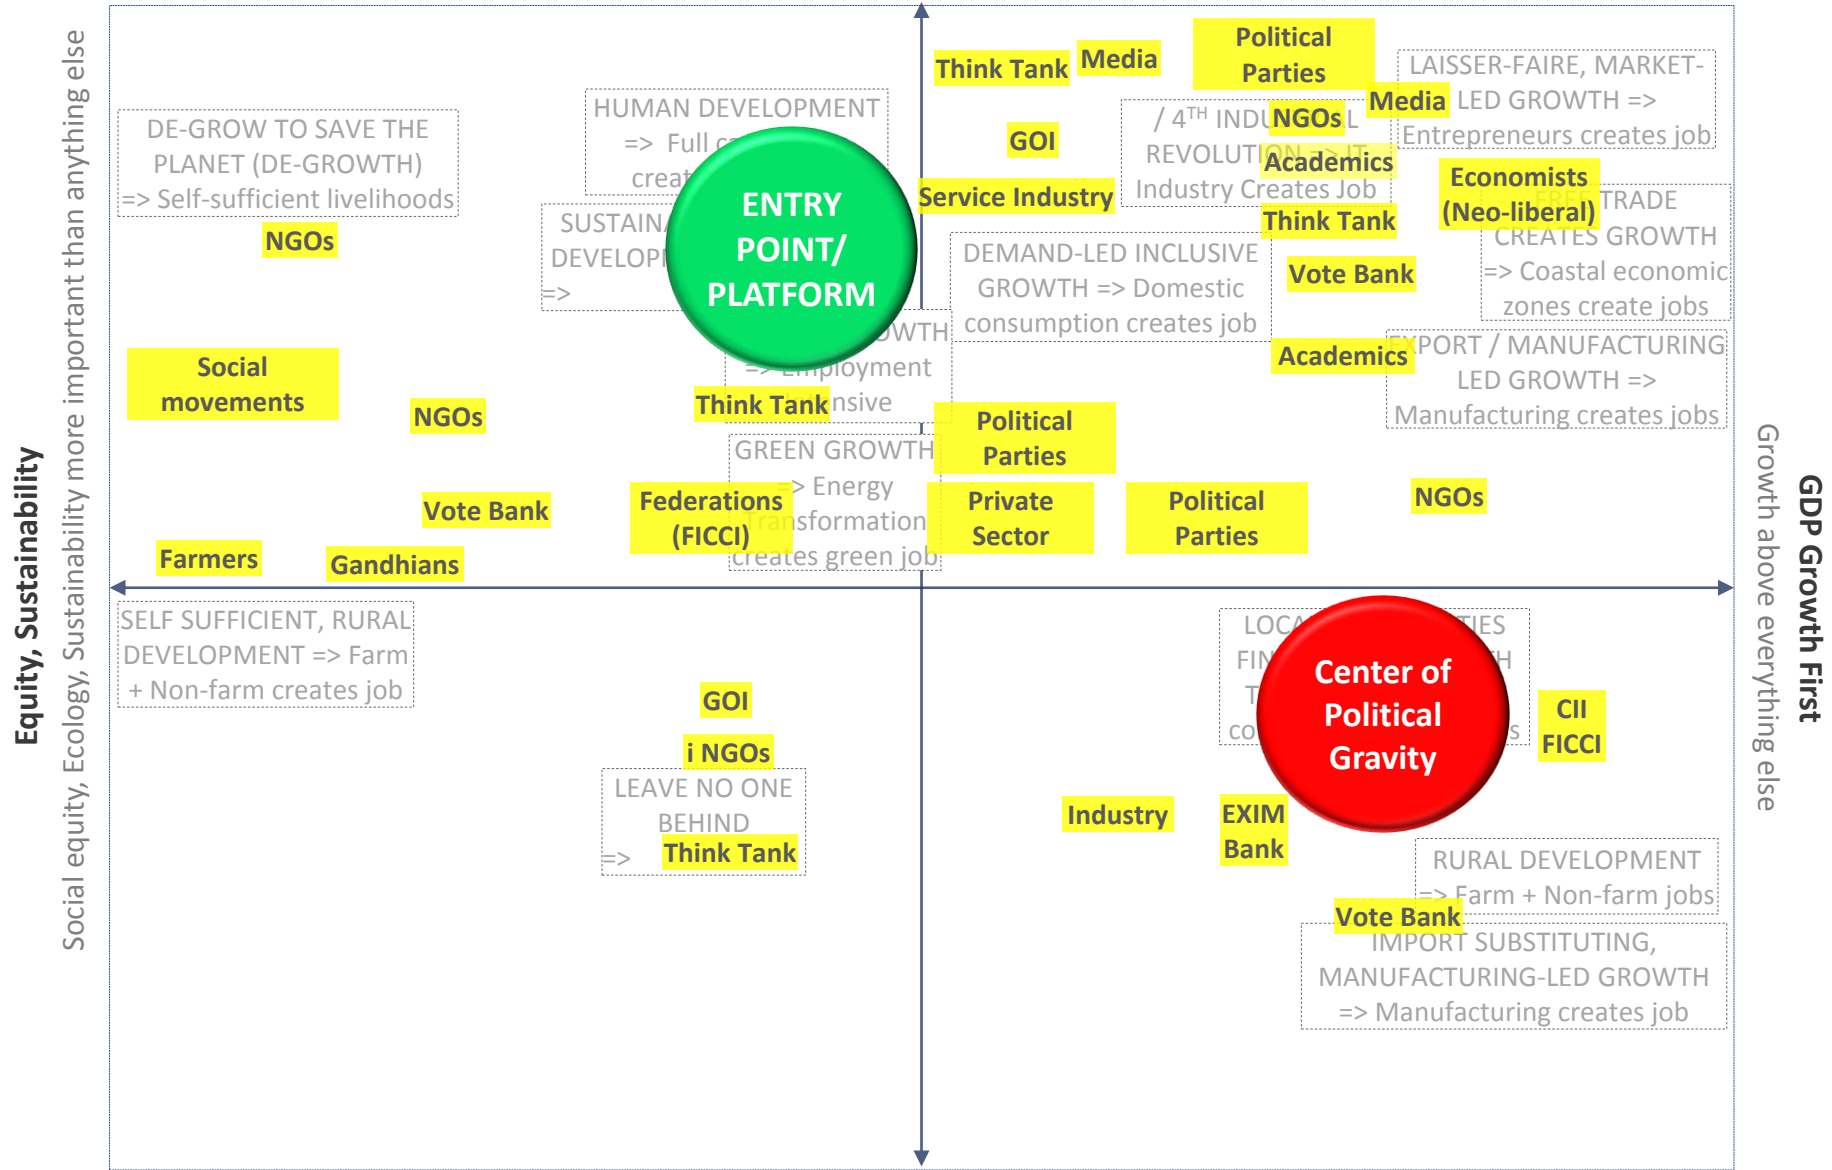 Equity, Sustainability
Social equity, Ecology, Sustainability more important than anything else
DE-GROW TO SAVE THE
PLANET (DE-GROWTH)
=> Self-sufficient livelihoods
NGOs
Social
movements
NGOs
Vote Bank
Farmers
Gandhians
HUMAN DEVELOPMENT
=> Full
=>
ENTRY
POINT/
PLATFORM
=> Employment
Think Tank
GREEN GROWTH
=> Energy
Transformation
creates green job
Federations
(FICCI)
Think Tank
Media
Political
Parties
GOI
Service Industry
/ 4TH
REVOLUTION => IT
Industry Creates Job
NGOs
Academics
Media
LAISSER-FAIRE, MARKET-
LED GROWTH =>
Entrepreneurs creates job
Economists
(Neo-liberal)
TRADE
CREATES GROWTH
=> Coastal economic
zones create jobs
Think Tank
Vote Bank
DEMAND-LED INCLUSIVE
GROWTH => Domestic
consumption creates job
Academics
EXPORT / MANUFACTURING
LED GROWTH =>
Manufacturing creates jobs
Political
Parties
Private
Sector
Political
Parties
NGOs
SELF SUFFICIENT, RURAL
DEVELOPMENT => Farm
+ Non-farm creates job
GOI
i NGOs
LEAVE NO ONE
BEHIND
=>
Think Tank
Center of
Political
Gravity
CII
FICCI
Industry
EXIM
Bank
RURAL DEVELOPMENT
=> Farm + Non-farm jobs
Vote Bank
IMPORT SUBSTITUTING,
MANUFACTURING-LED GROWTH
=> Manufacturing creates job
GDP Growth First
Growth above everything else